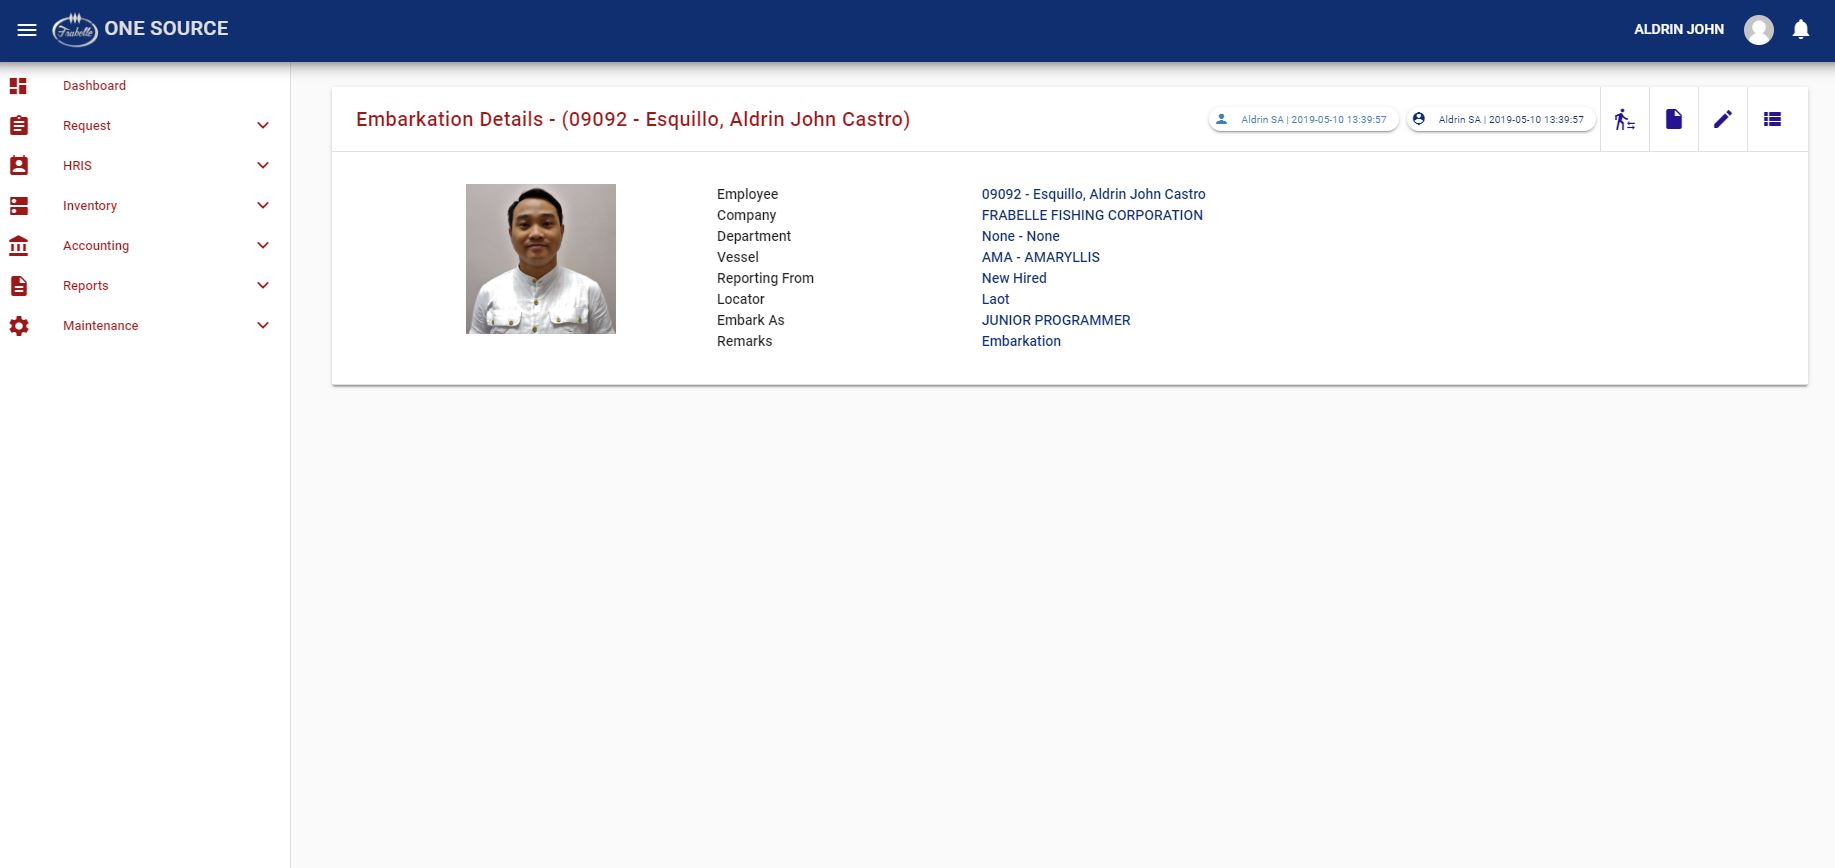 Frabelle ONE SOURCE
ALDRIN JOHN
Dashboard
Request
HRIS
Inventory
Accounting
Reports
Maintenance
Embarkation Details - (09092 - Esquillo, Aldrin John Castro)
Aldrin SA | 2019-05-10 13:39:57
Aldrin SA | 2019-05-10 13:39:57
Employee 09092 - Esquillo, Aldrin John Castro
Company FRABELLE FISHING CORPORATION
Department None - None
Vessel AMA - AMARYLLIS
Reporting From New Hired
Locator Laot
Embark As JUNIOR PROGRAMMER
Remarks Embarkation